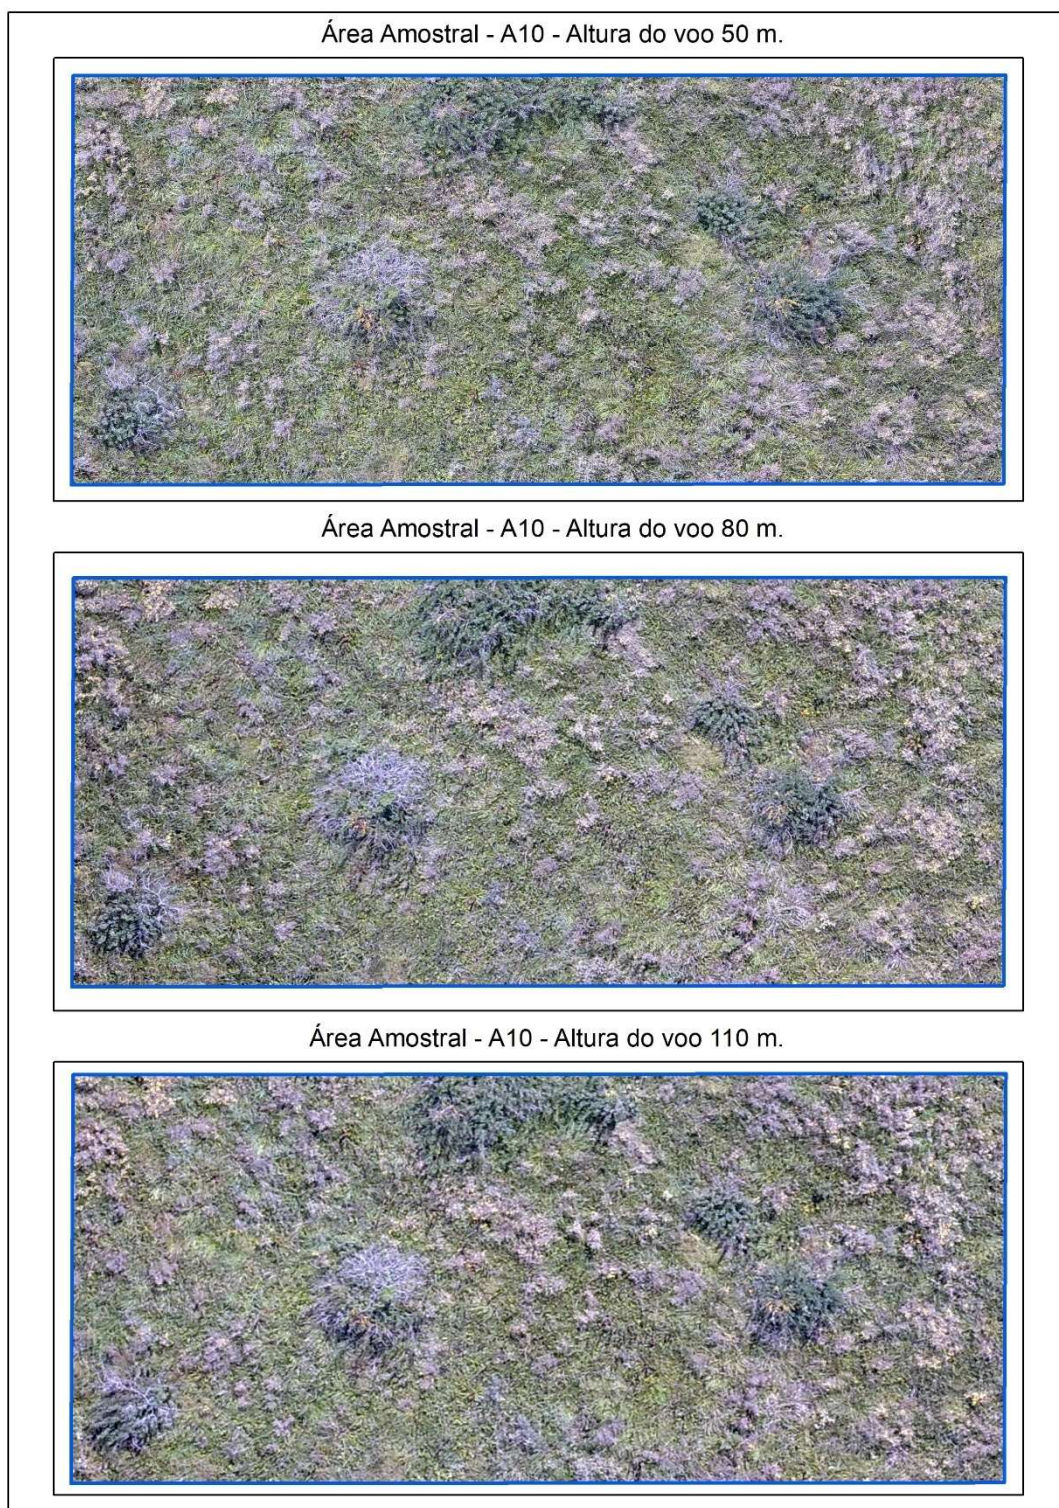 Área Amostral - A10 - Altura do voo 50 m.
Área Amostral - A10 - Altura do voo 80 m.
Área Amostral - A10 - Altura do voo 110 m.